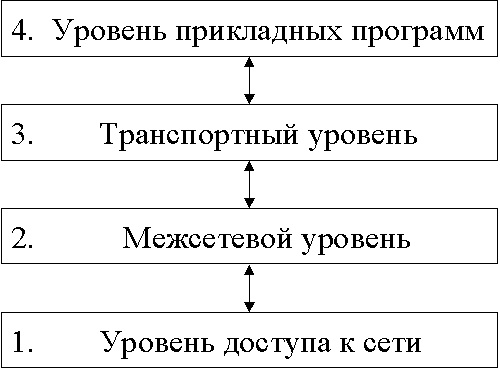 4. Уровень прикладных программ
3. Транспортный уровень
2. Межсетевой уровень
1. Уровень доступа к сети